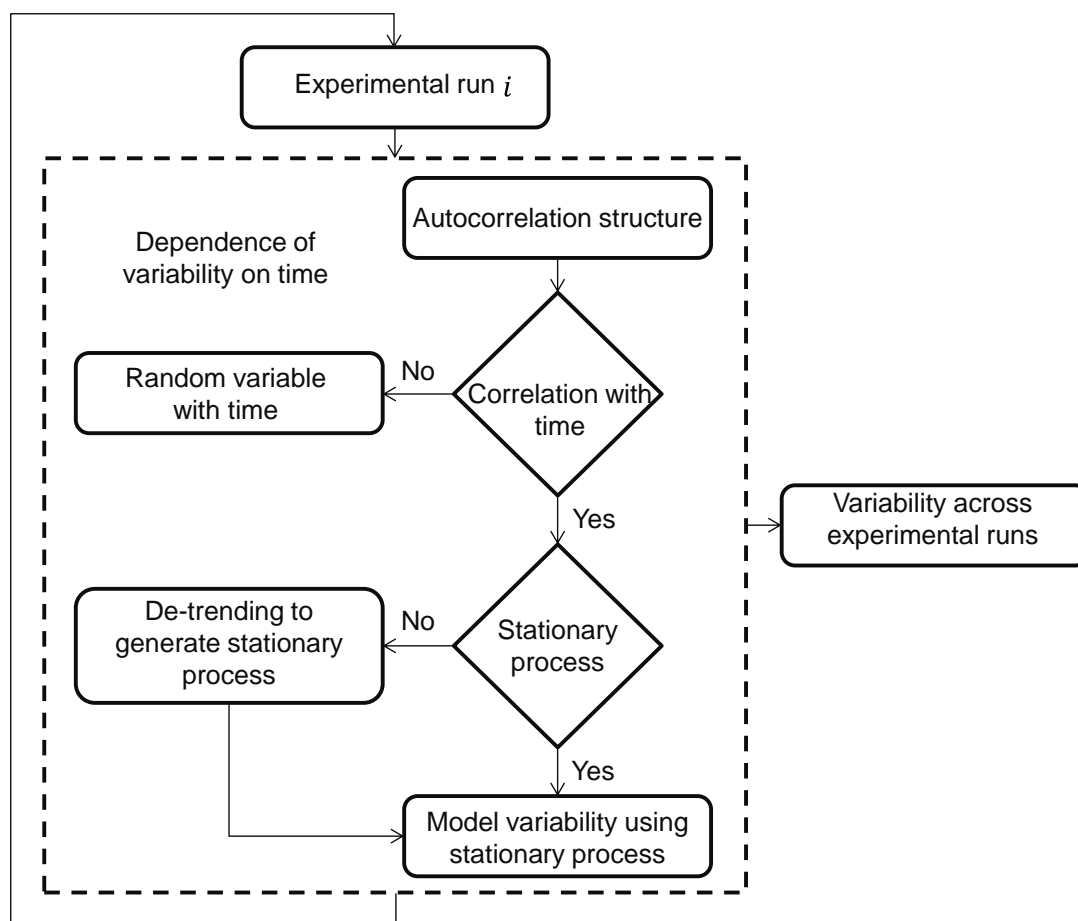 Experimental run i
Autocorrelation structure
Dependence of
variability on time
Correlation with
time
No
Random variable
with time
Yes
Variability across
experimental runs
Stationary
process
No
De-trending to
generate stationary
process
Yes
Model variability using
stationary process